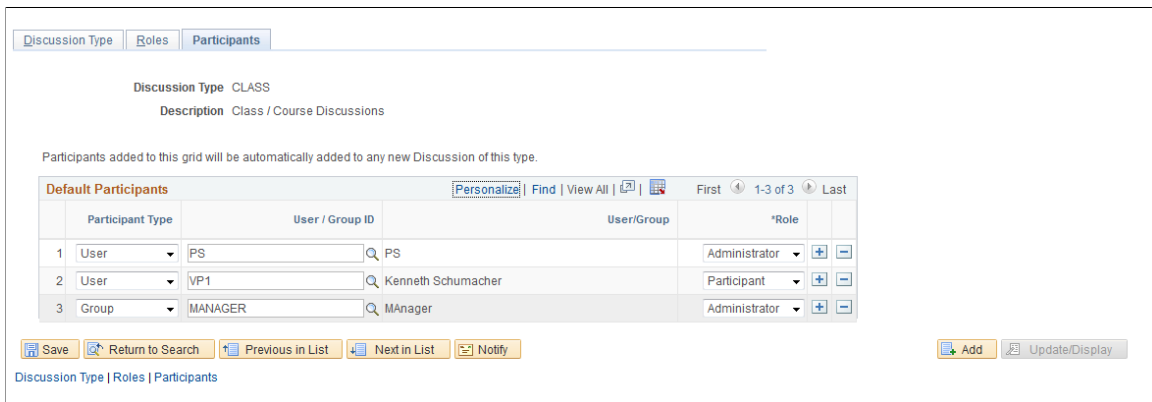 Discussion Type Roles Participants
Discussion Type CLASS
Description Class / Course Discussions
Participants added to this grid will be automatically added to any new Discussion of this type.
Default Participants Personalize | Find | View All | | First 1-3 of 3 Last
Participant Type User / Group ID User/Group *Role
1 User PS PS Administrator
2 User VP1 Kenneth Schumacher Participant
3 Group MANAGER MAnager Administrator
Save Return to Search Previous in List Next in List Notify Add Update/Display
Discussion Type | Roles | Participants